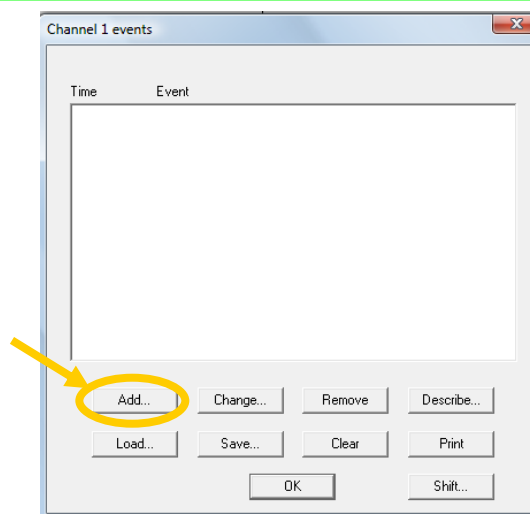 Channel 1 events
Time Event
Add... Change... Remove Describe...
Load... Save... Clear Print
OK Shift...